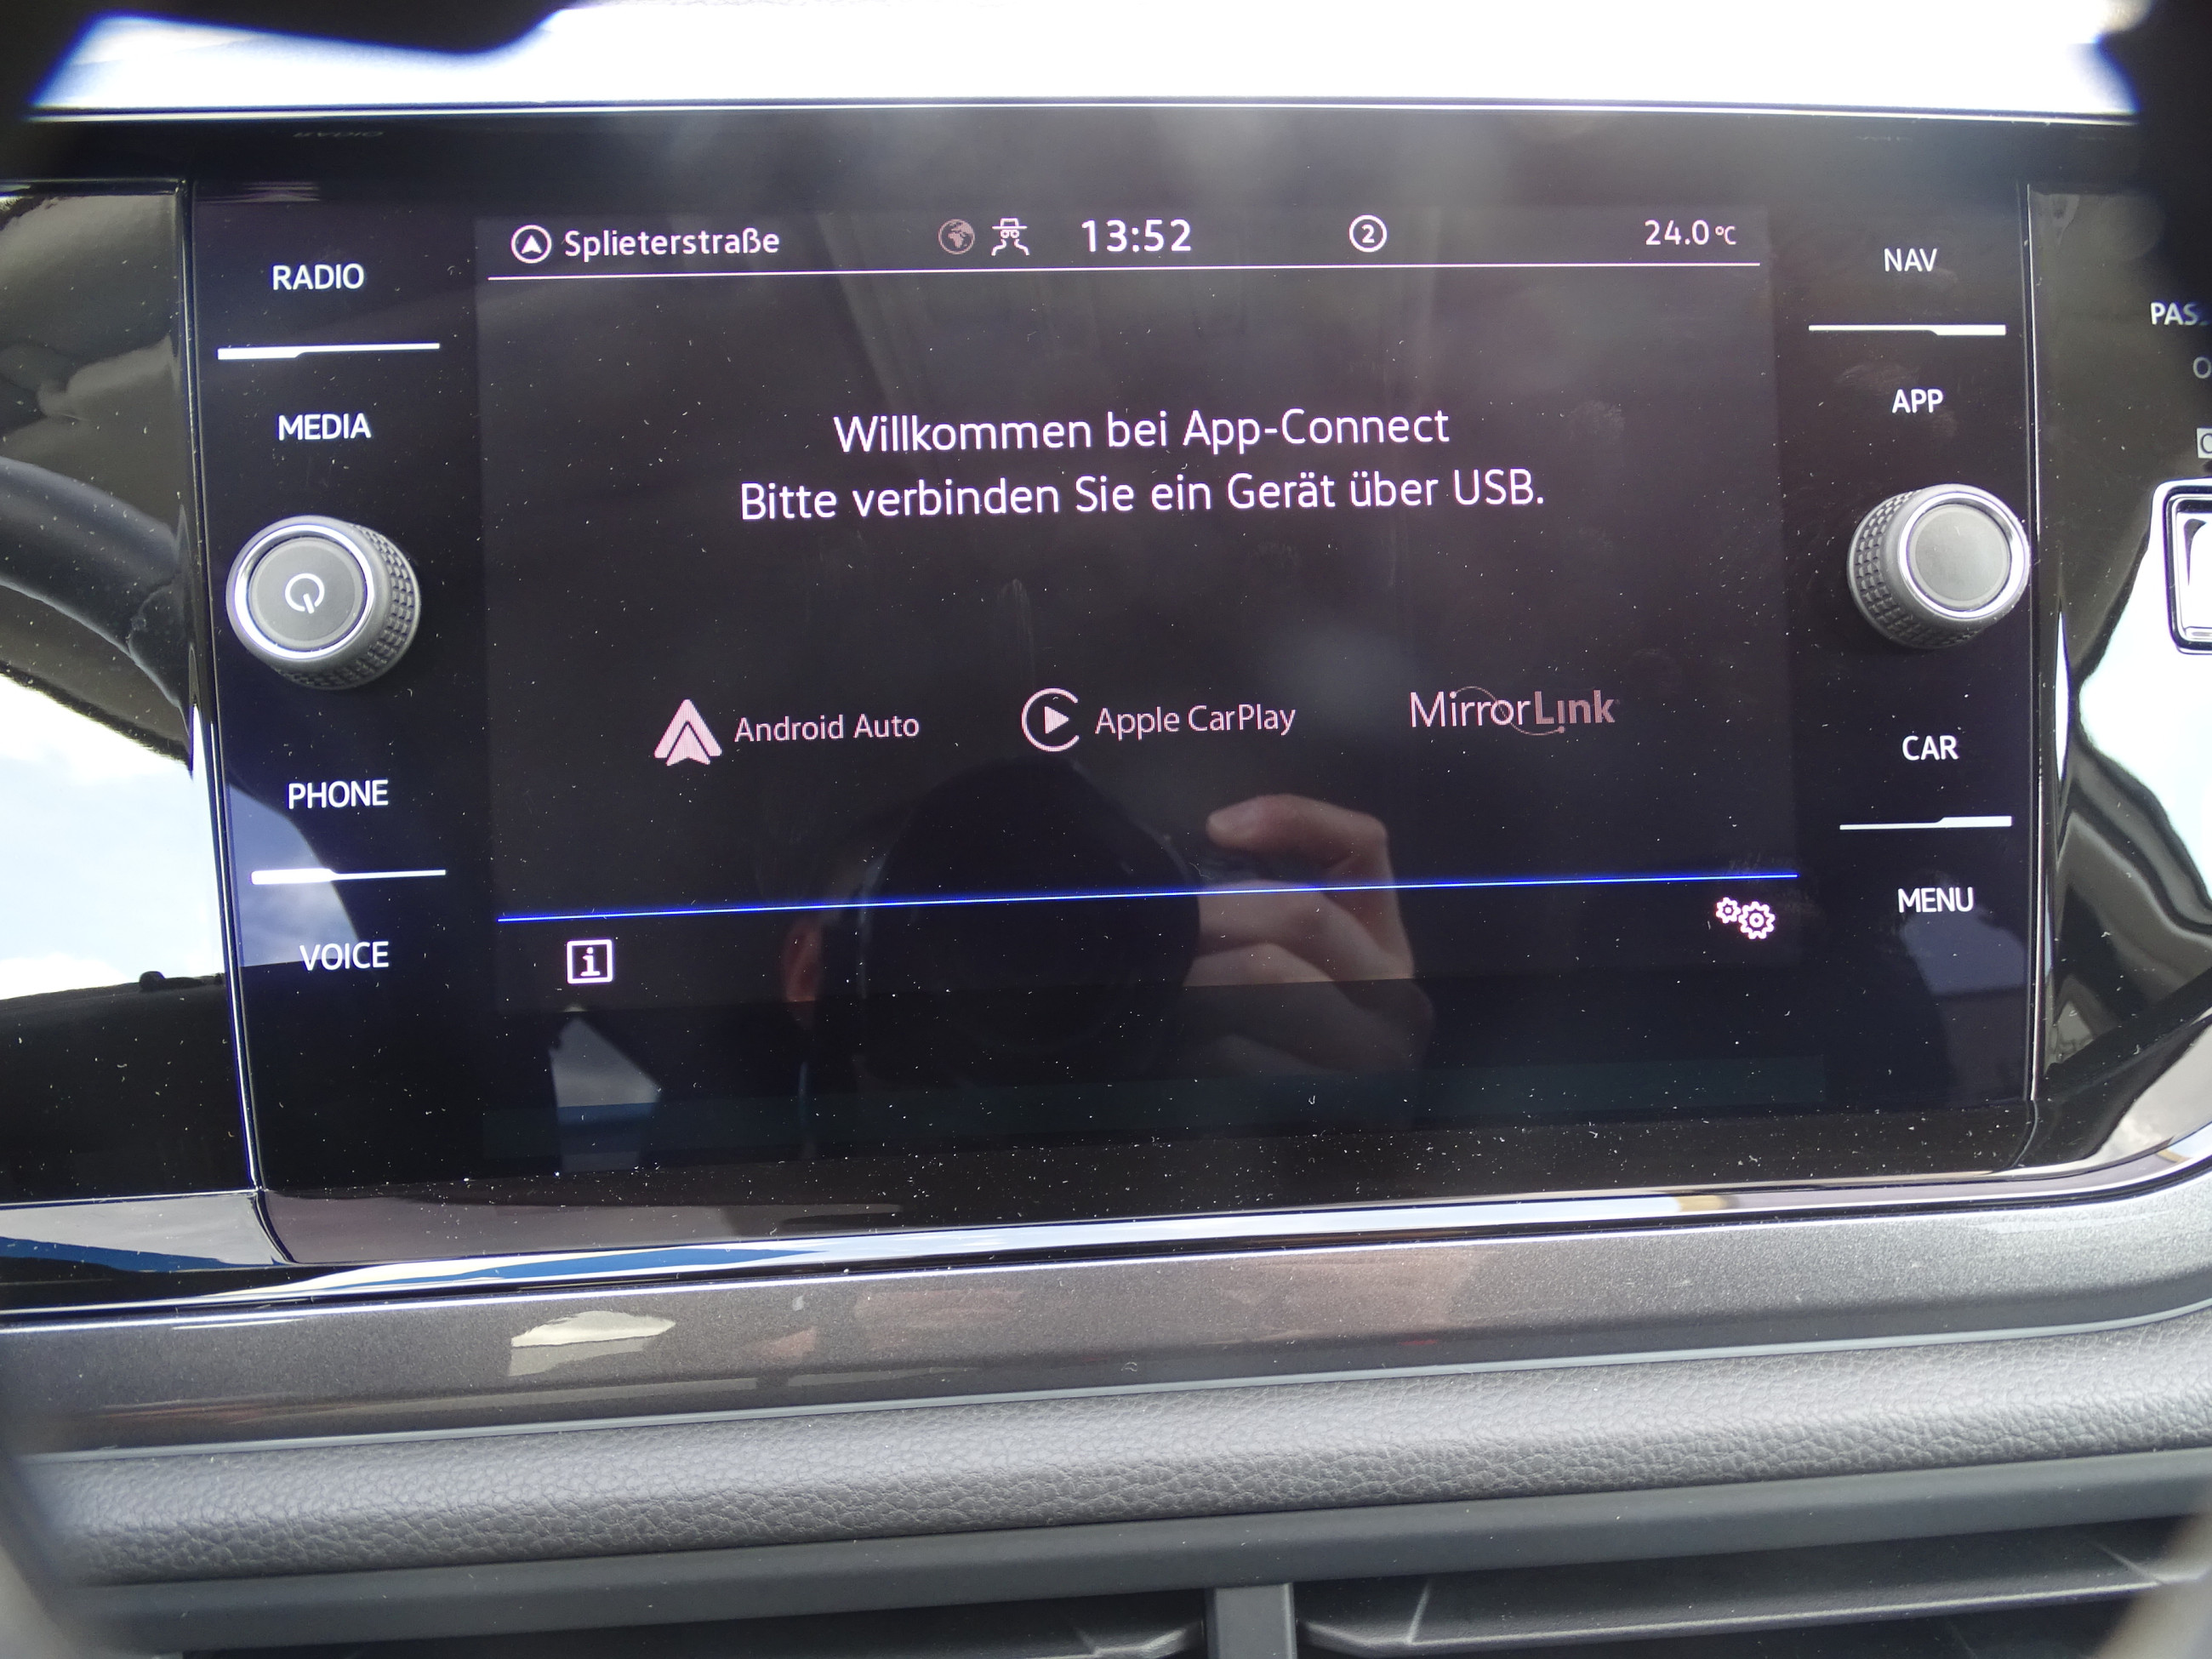 Splieterstraße 13:52 2 24.0 °C
RADIO
MEDIA
PHONE
VOICE
Willkommen bei App-Connect
Bitte verbinden Sie ein Gerät über USB.
Android Auto
Apple CarPlay
MirrorLink
i
NAV
APP
CAR
MENU